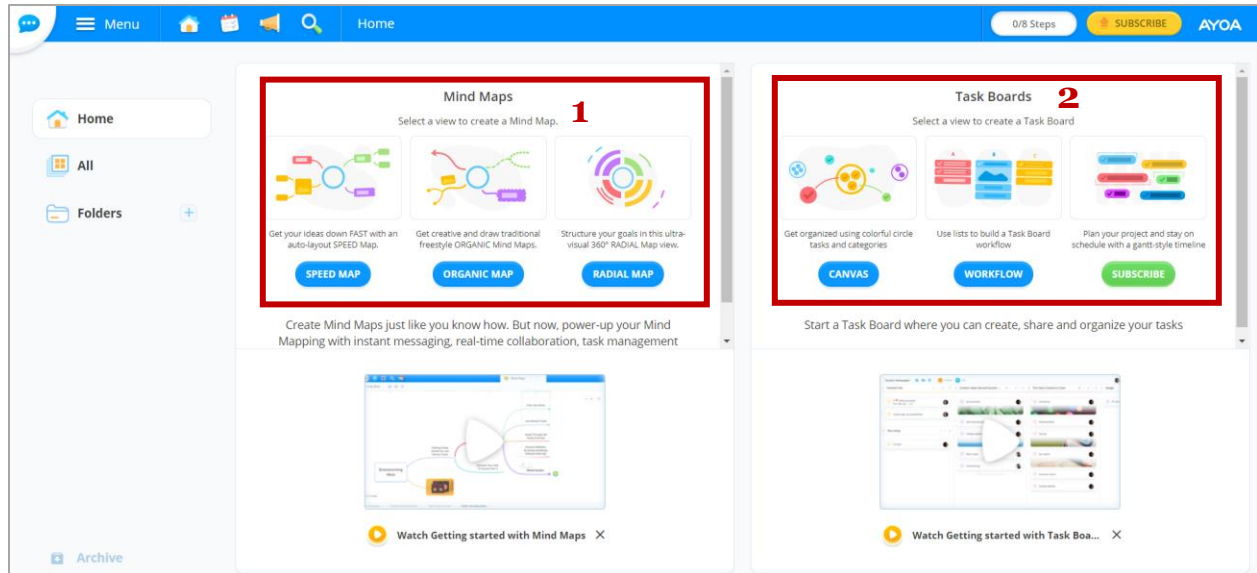 Menu
Home
0/8 Steps
SUBSCRIBE
AYOA
Home
All
Folders
Archive
Mind Maps
1
Select a view to create a Mind Map.
Get your ideas down FAST with an
auto-layout SPEED Map.
SPEED MAP
Get creative and draw traditional
freestyle ORGANIC Mind Maps.
ORGANIC MAP
Structure your goals in this ultra-
visual 360° RADIAL Map view.
RADIAL MAP
Create Mind Maps just like you know how. But now, power-up your Mind
Mapping with instant messaging, real-time collaboration, task management
Watch Getting started with Mind Maps
Task Boards
2
Select a view to create a Task Board
A
B
C
Get organized using colorful circle
tasks and categories
CANVAS
Use lists to build a Task Board
workflow
WORKFLOW
Plan your project and stay on
schedule with a gantt-style timeline
SUBSCRIBE
Start a Task Board where you can create, share and organize your tasks
Watch Getting started with Task Boa...